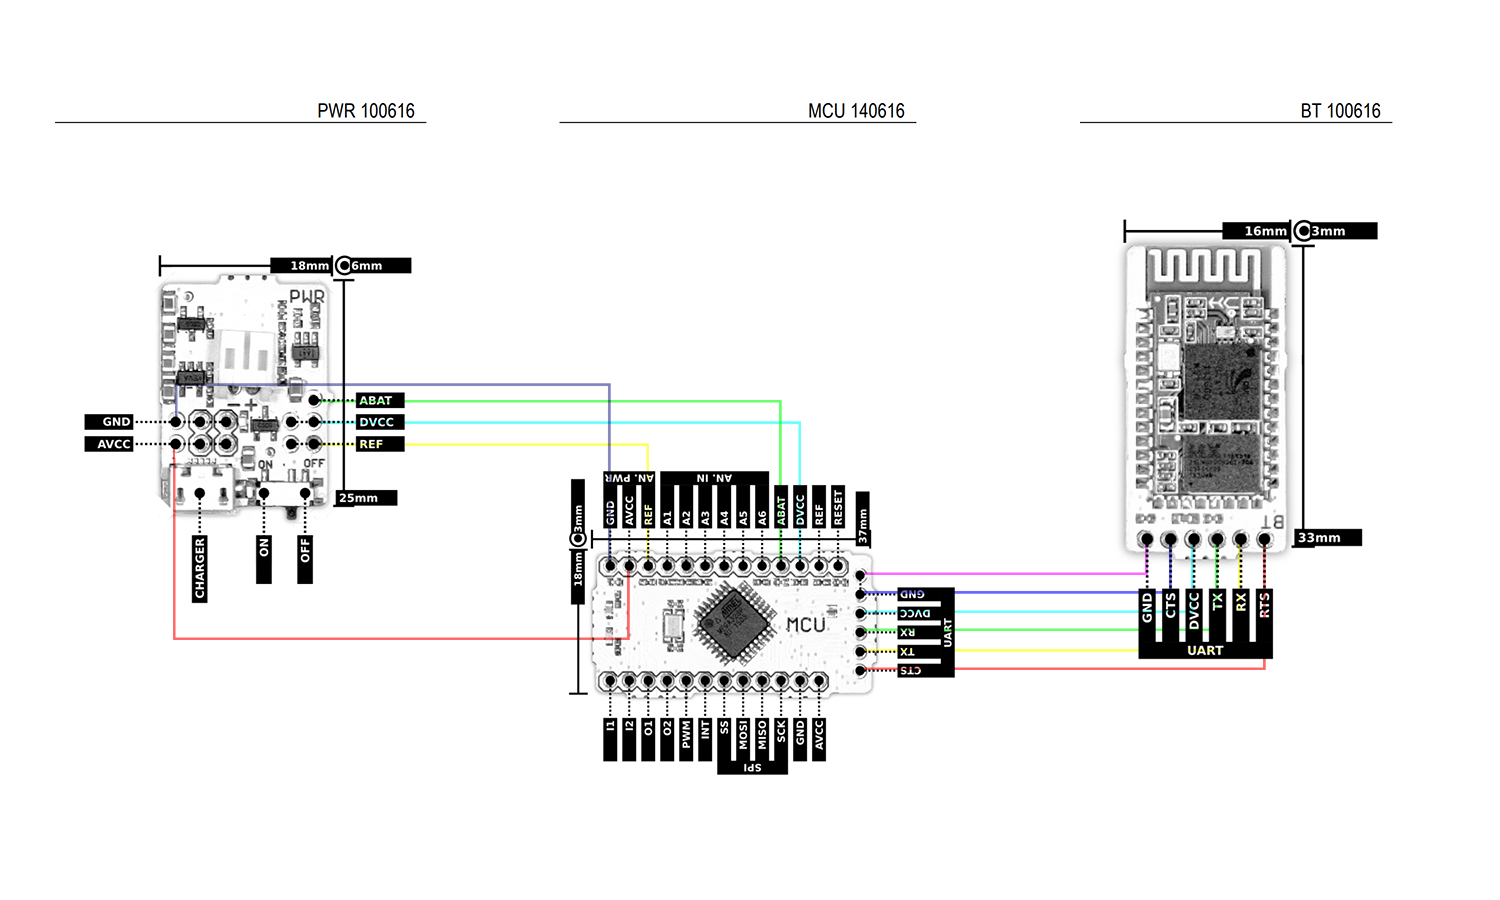 PWR 100616
MCU 140616
BT 100616
16mm
3mm
18mm
6mm
PWR
ABAT
GND
DVCC
AVCC
REF
ON
OFF
25mm
CHARGER
ON
OFF
3mm
18mm
37mm
AN. PWR
AN. IN
GND
AVCC
REF
A1
A2
A3
A4
A5
A6
ABAT
DVCC
REF
RESET
MCU
GND
DVCC
RX
TX
CTS
UART
I1
I2
O1
O2
PWM
INT
SS
MOSI
MISO
SCK
GND
AVCC
SPI
BT
33mm
GND
CTS
DVCC
TX
RX
RTS
UART